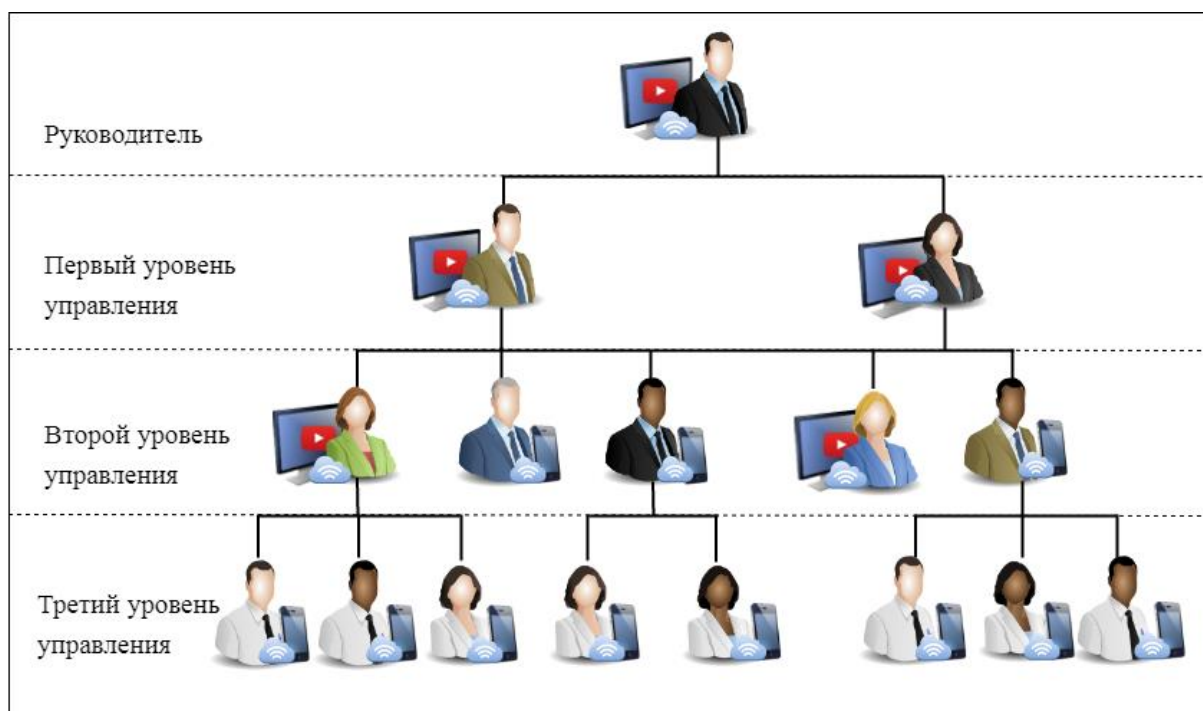 Руководитель
Первый уровень
управления
Второй уровень
управления
Третий уровень
управления